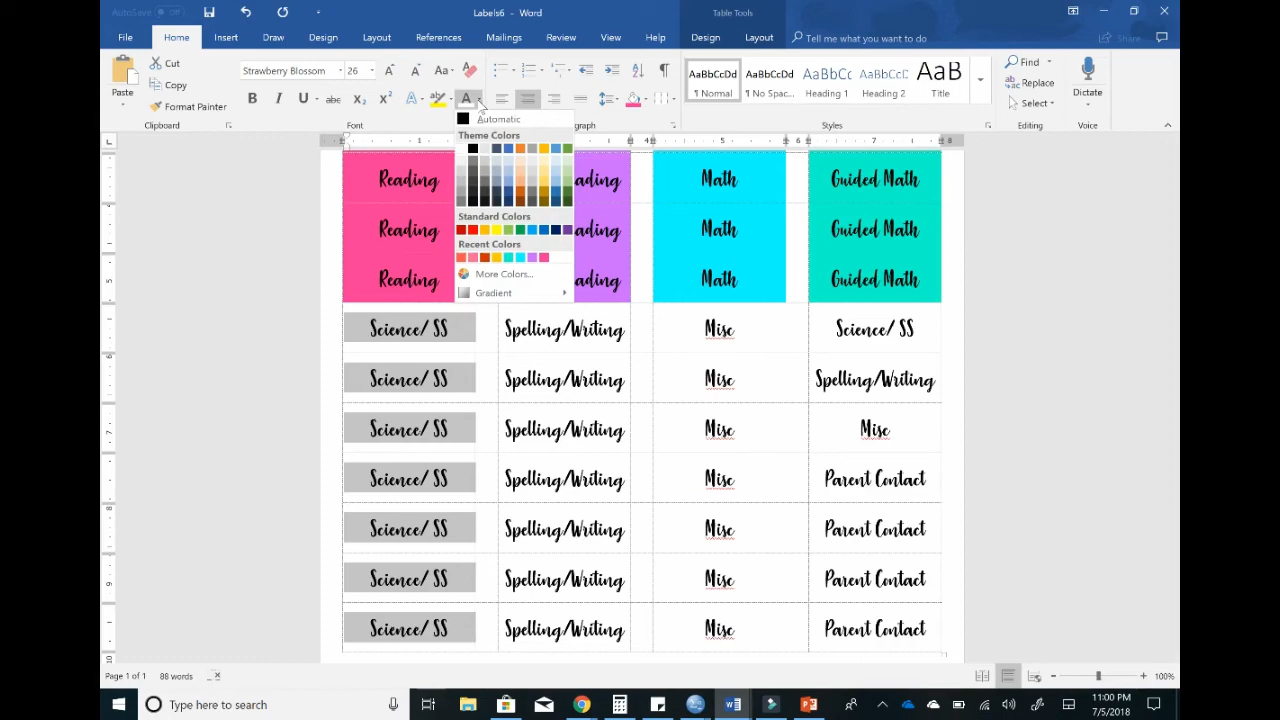 AutoSave
Labels6 - Word
Table Tools
File
Home
Insert
Draw
Design
Layout
References
Mailings
Review
View
Help
Design
Layout
Tell me what you want to do
Share
Paste
Cut
Copy
Format Painter
Clipboard
Strawberry Blossom
26
Font
AaBbCcDd
¶ Normal
AaBbCcDd
¶ No Spac...
AaBbCc
Heading 1
AaBbCcC
Heading 2
AaB
Title
Styles
Find
Replace
Select
Editing
Dictate
Voice
Automatic
Theme Colors
Standard Colors
Recent Colors
More Colors...
Gradient
Reading ading Math Guided Math
Reading ading Math Guided Math
Reading ading Math Guided Math
Science/ SS Spelling/Writing Misc Science/ SS
Science/ SS Spelling/Writing Misc Spelling/Writing
Science/ SS Spelling/Writing Misc Misc
Science/ SS Spelling/Writing Misc Parent Contact
Science/ SS Spelling/Writing Misc Parent Contact
Science/ SS Spelling/Writing Misc Parent Contact
Science/ SS Spelling/Writing Misc Parent Contact
Page 1 of 1 88 words
100%
Type here to search
11:00 PM
7/5/2018